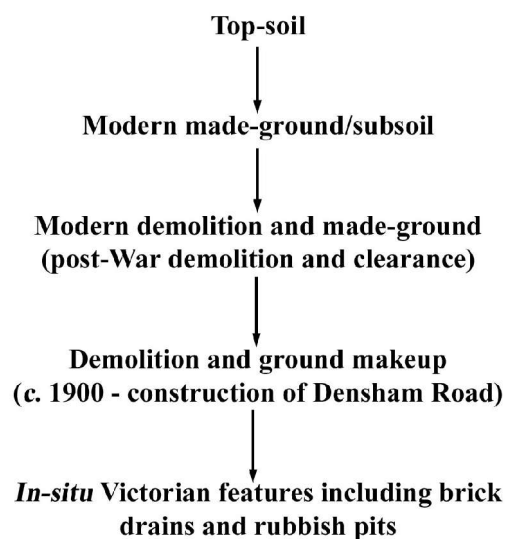 Top-soil
Modern made-ground/subsoil
Modern demolition and made-ground
(post-War demolition and clearance)
Demolition and ground makeup
(c. 1900 - construction of Densham Road)
In-situ Victorian features including brick
drains and rubbish pits